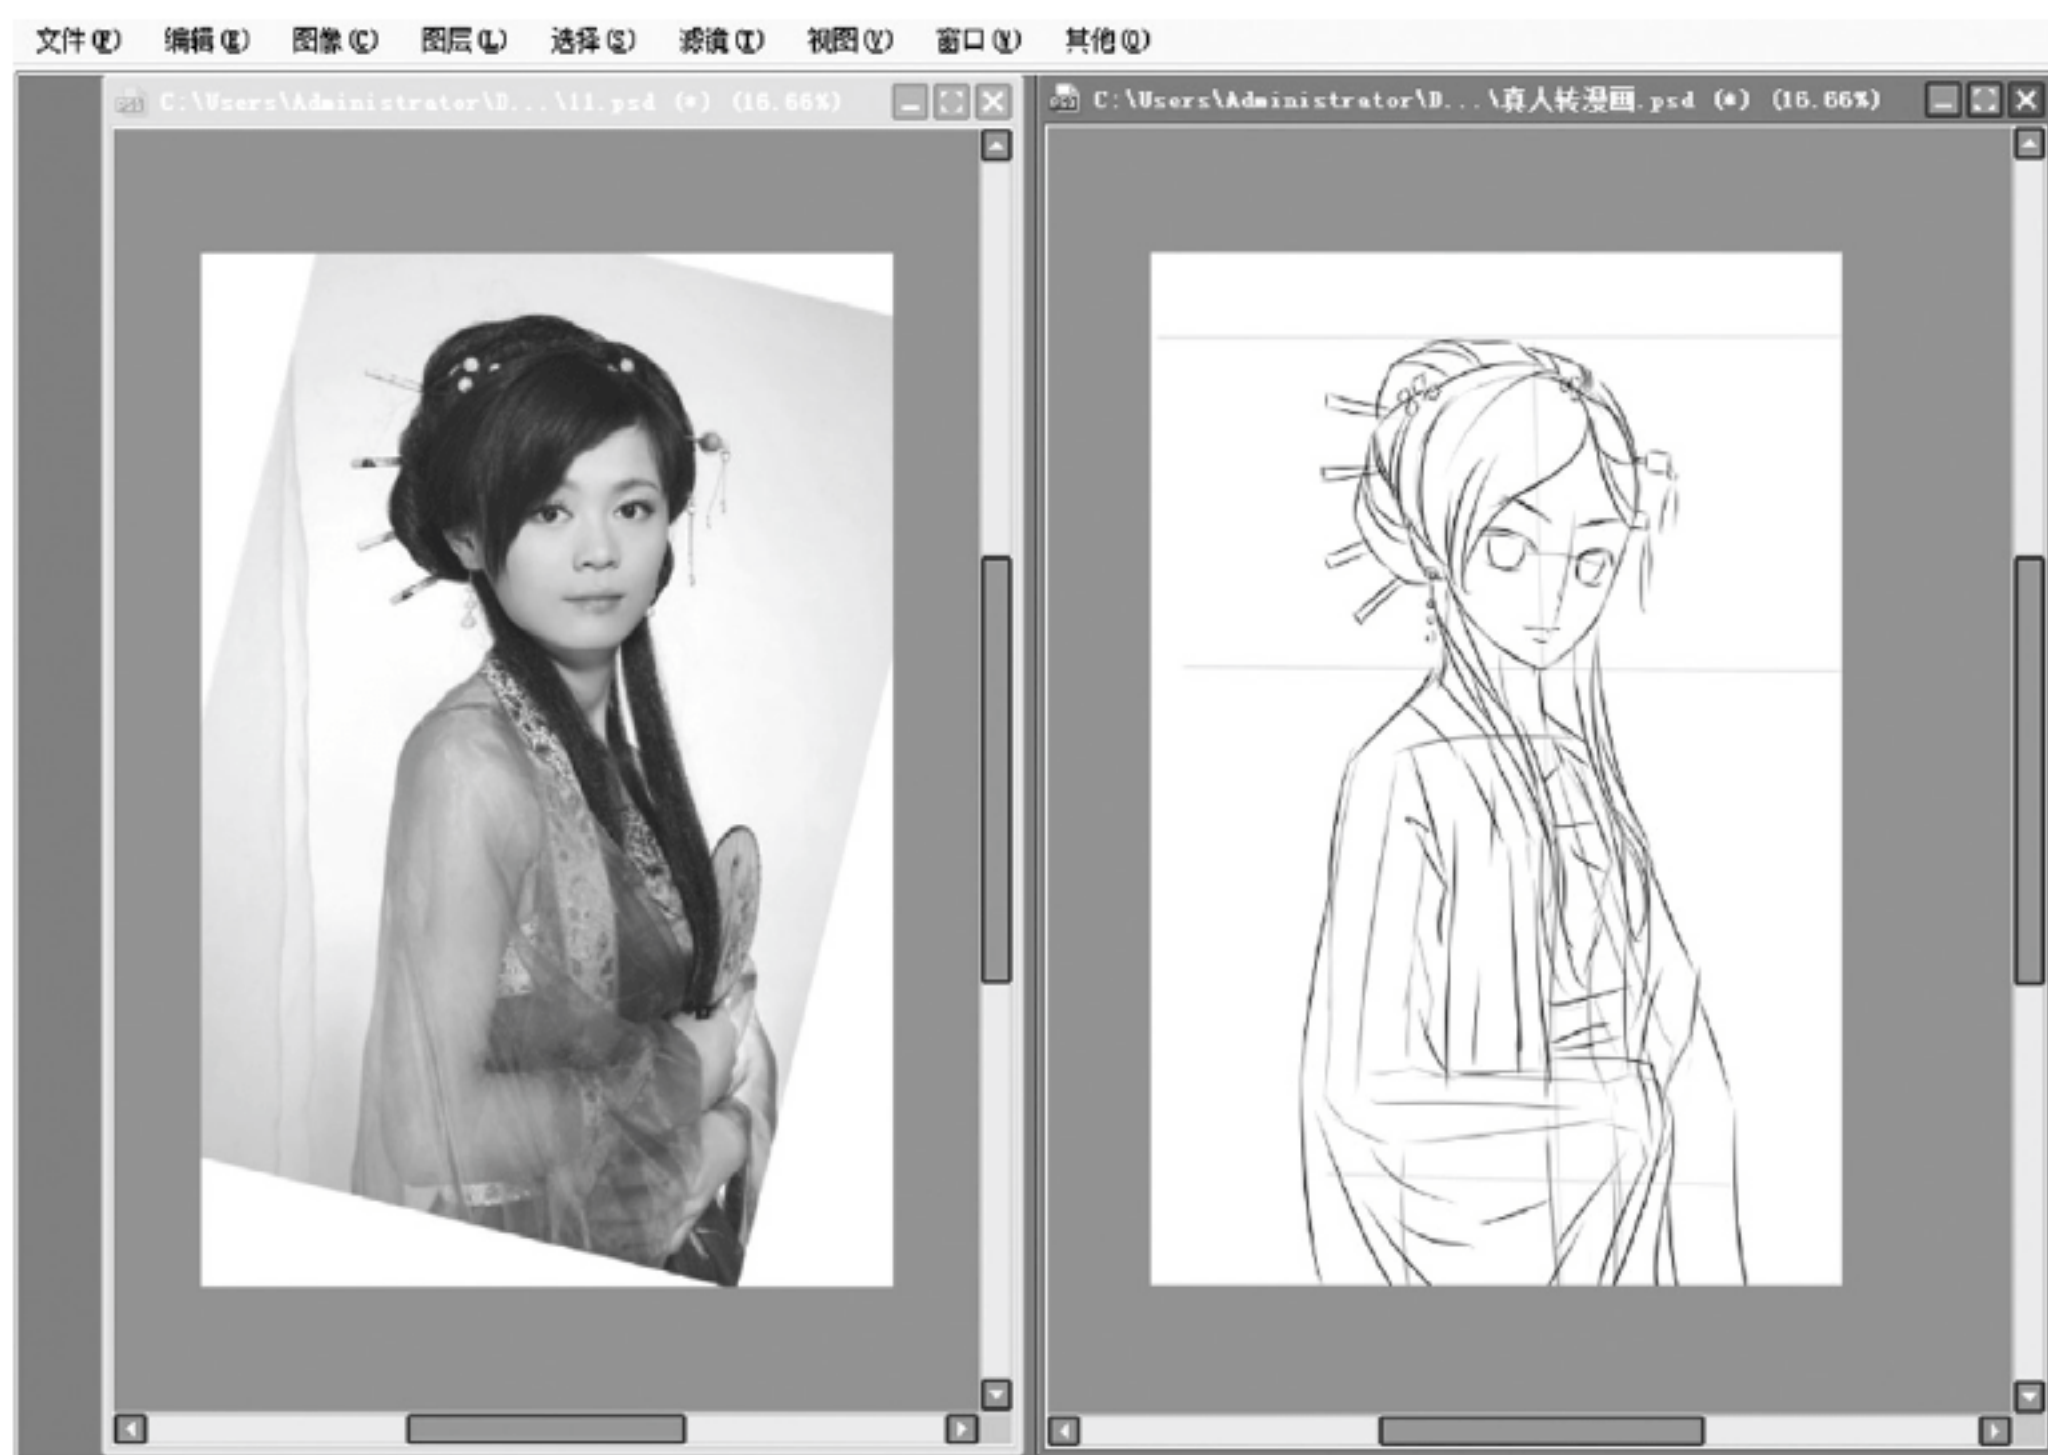 文件(F) 编辑(E) 图像(C) 图层(L) 选择(S) 滤镜(T) 视图(V) 窗口(W) 其他(O)
C:\Users\Administrator\D...\11.psd (*) (16.66%)
C:\Users\Administrator\D...\真人转漫画.psd (*) (16.66%)